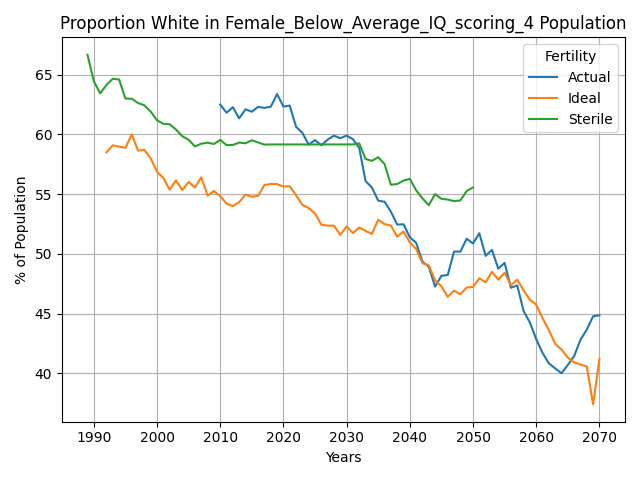 Proportion White in Female_Below_Average_IQ_scoring_4 Population
Fertility
Actual
Ideal
Sterile
% of Population
65
60
55
50
45
40
1990 2000 2010 2020 2030 2040 2050 2060 2070
Years